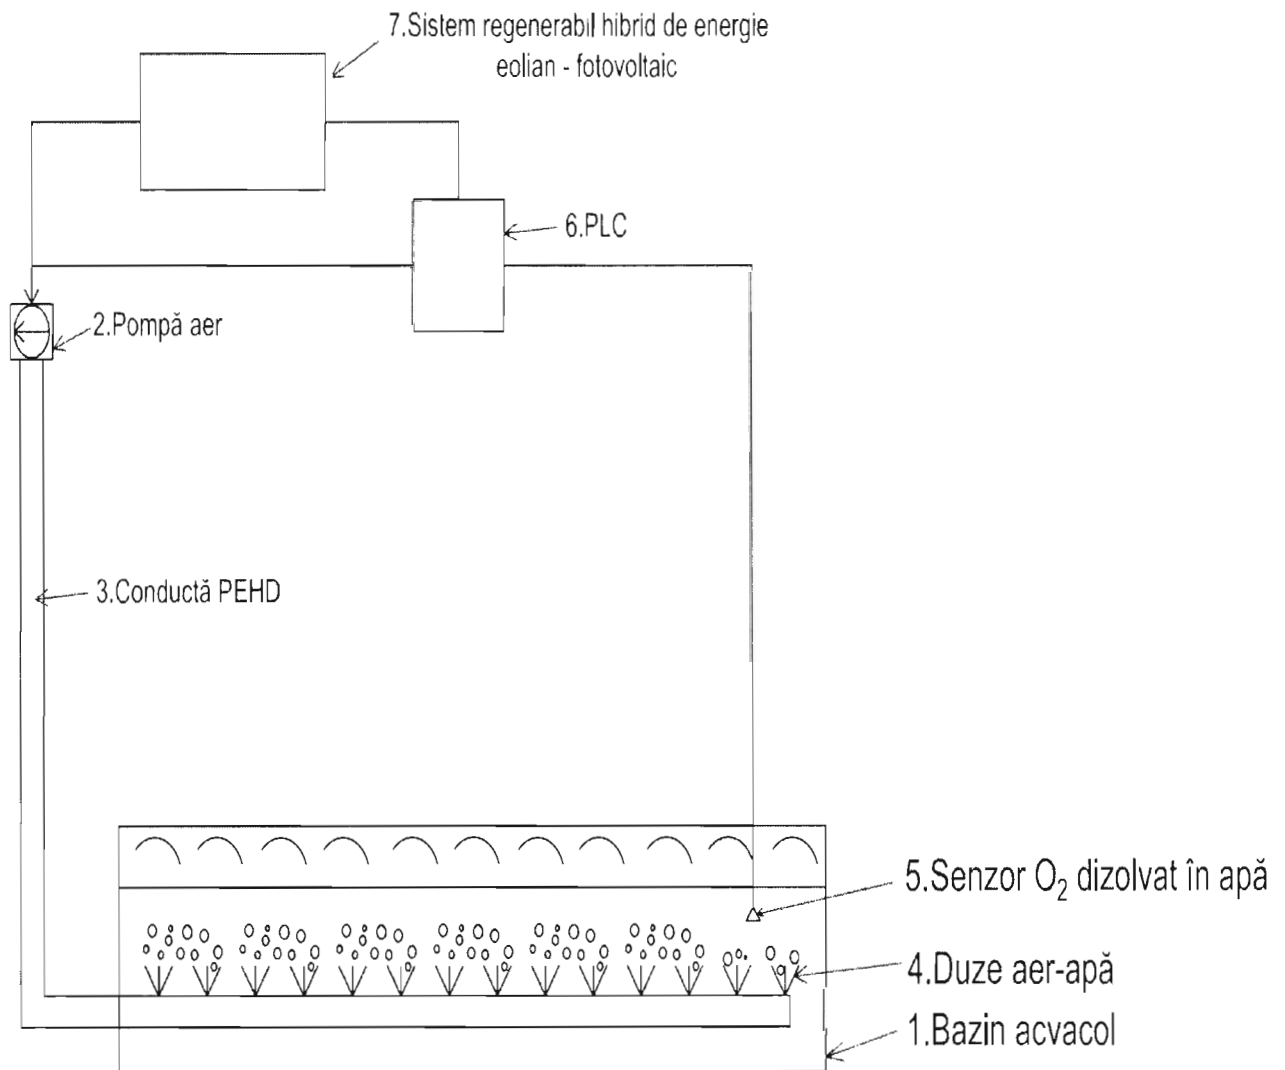 7.Sistem regenerabil hibrid de energie
eolian - fotovoltaic
6.PLC
2.Pompă aer
3.Conductă PEHD
5.Senzor O₂ dizolvat în apă
4.Duze aer-apă
1.Bazin acvacol